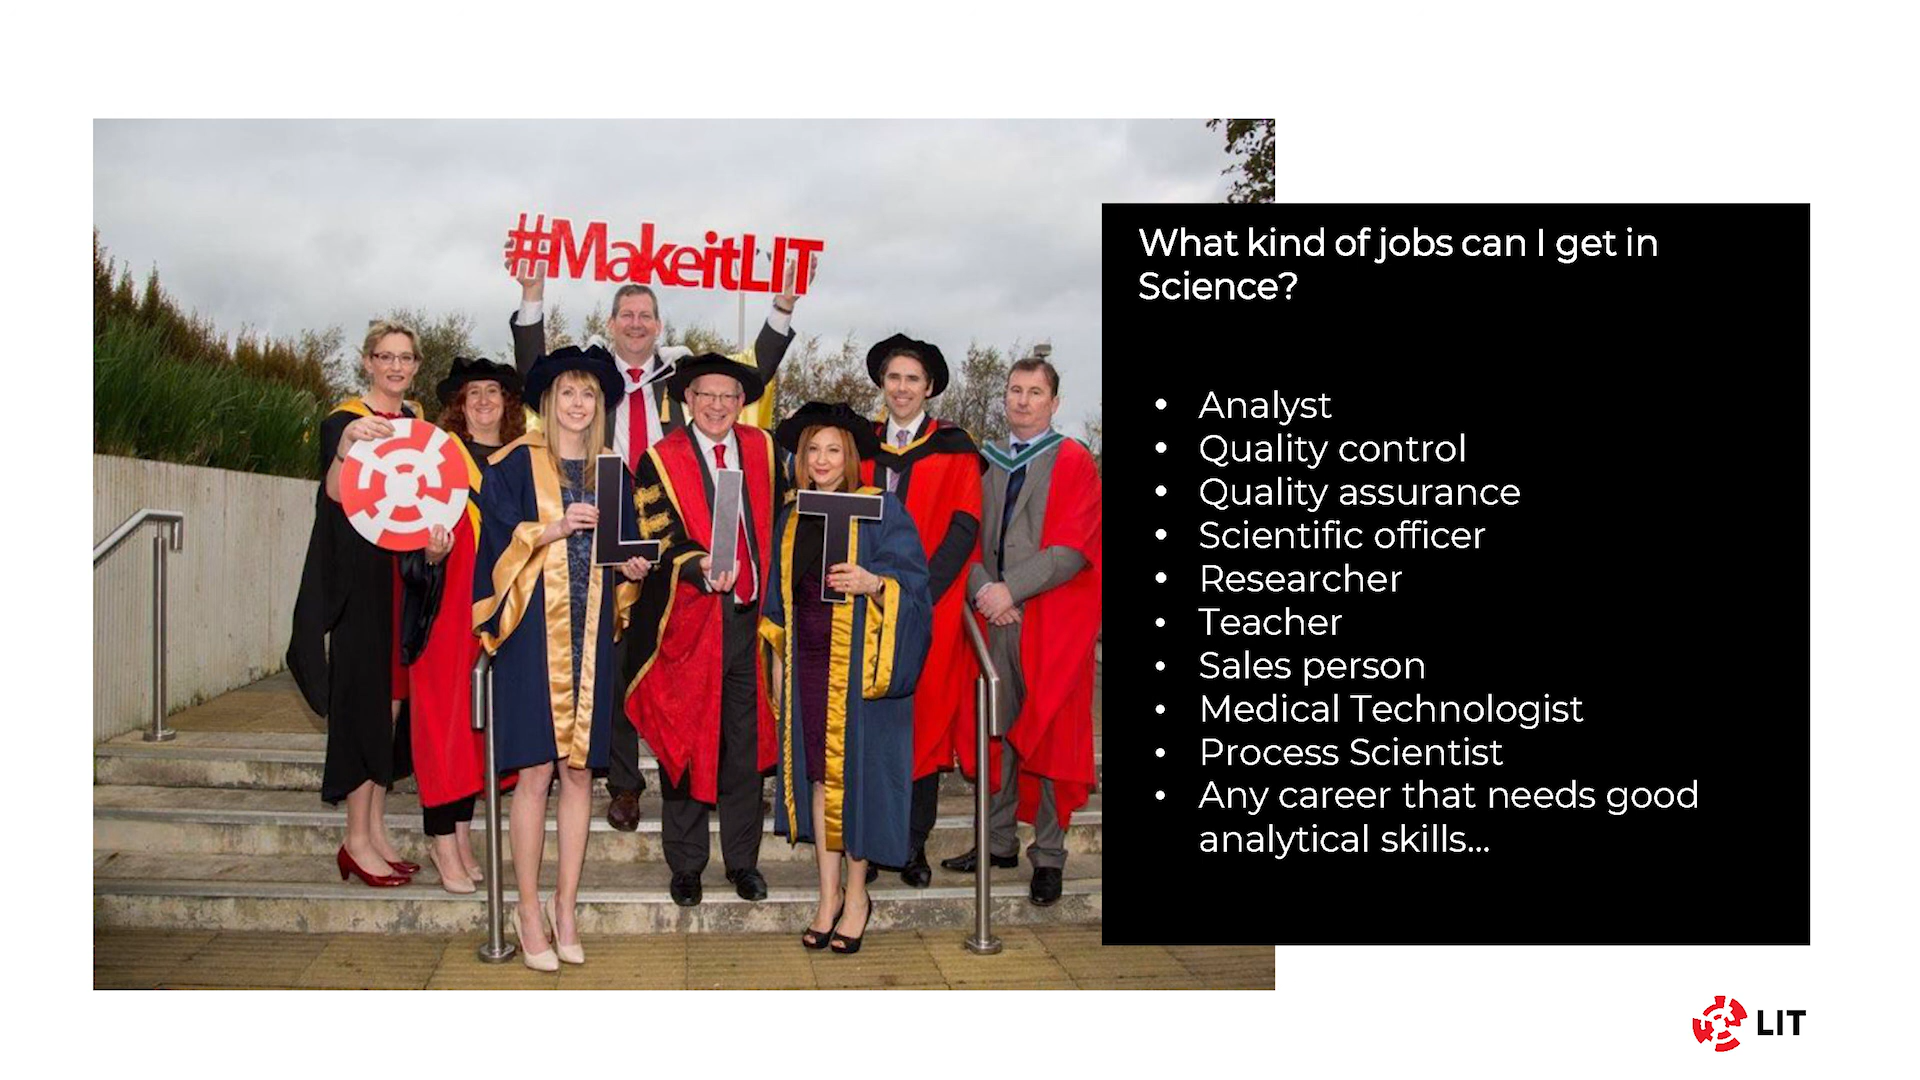 #MakeitLIT
LIT
What kind of jobs can I get in
Science?
• Analyst
• Quality control
• Quality assurance
• Scientific officer
• Researcher
• Teacher
• Sales person
• Medical Technologist
• Process Scientist
• Any career that needs good
analytical skills...
LIT